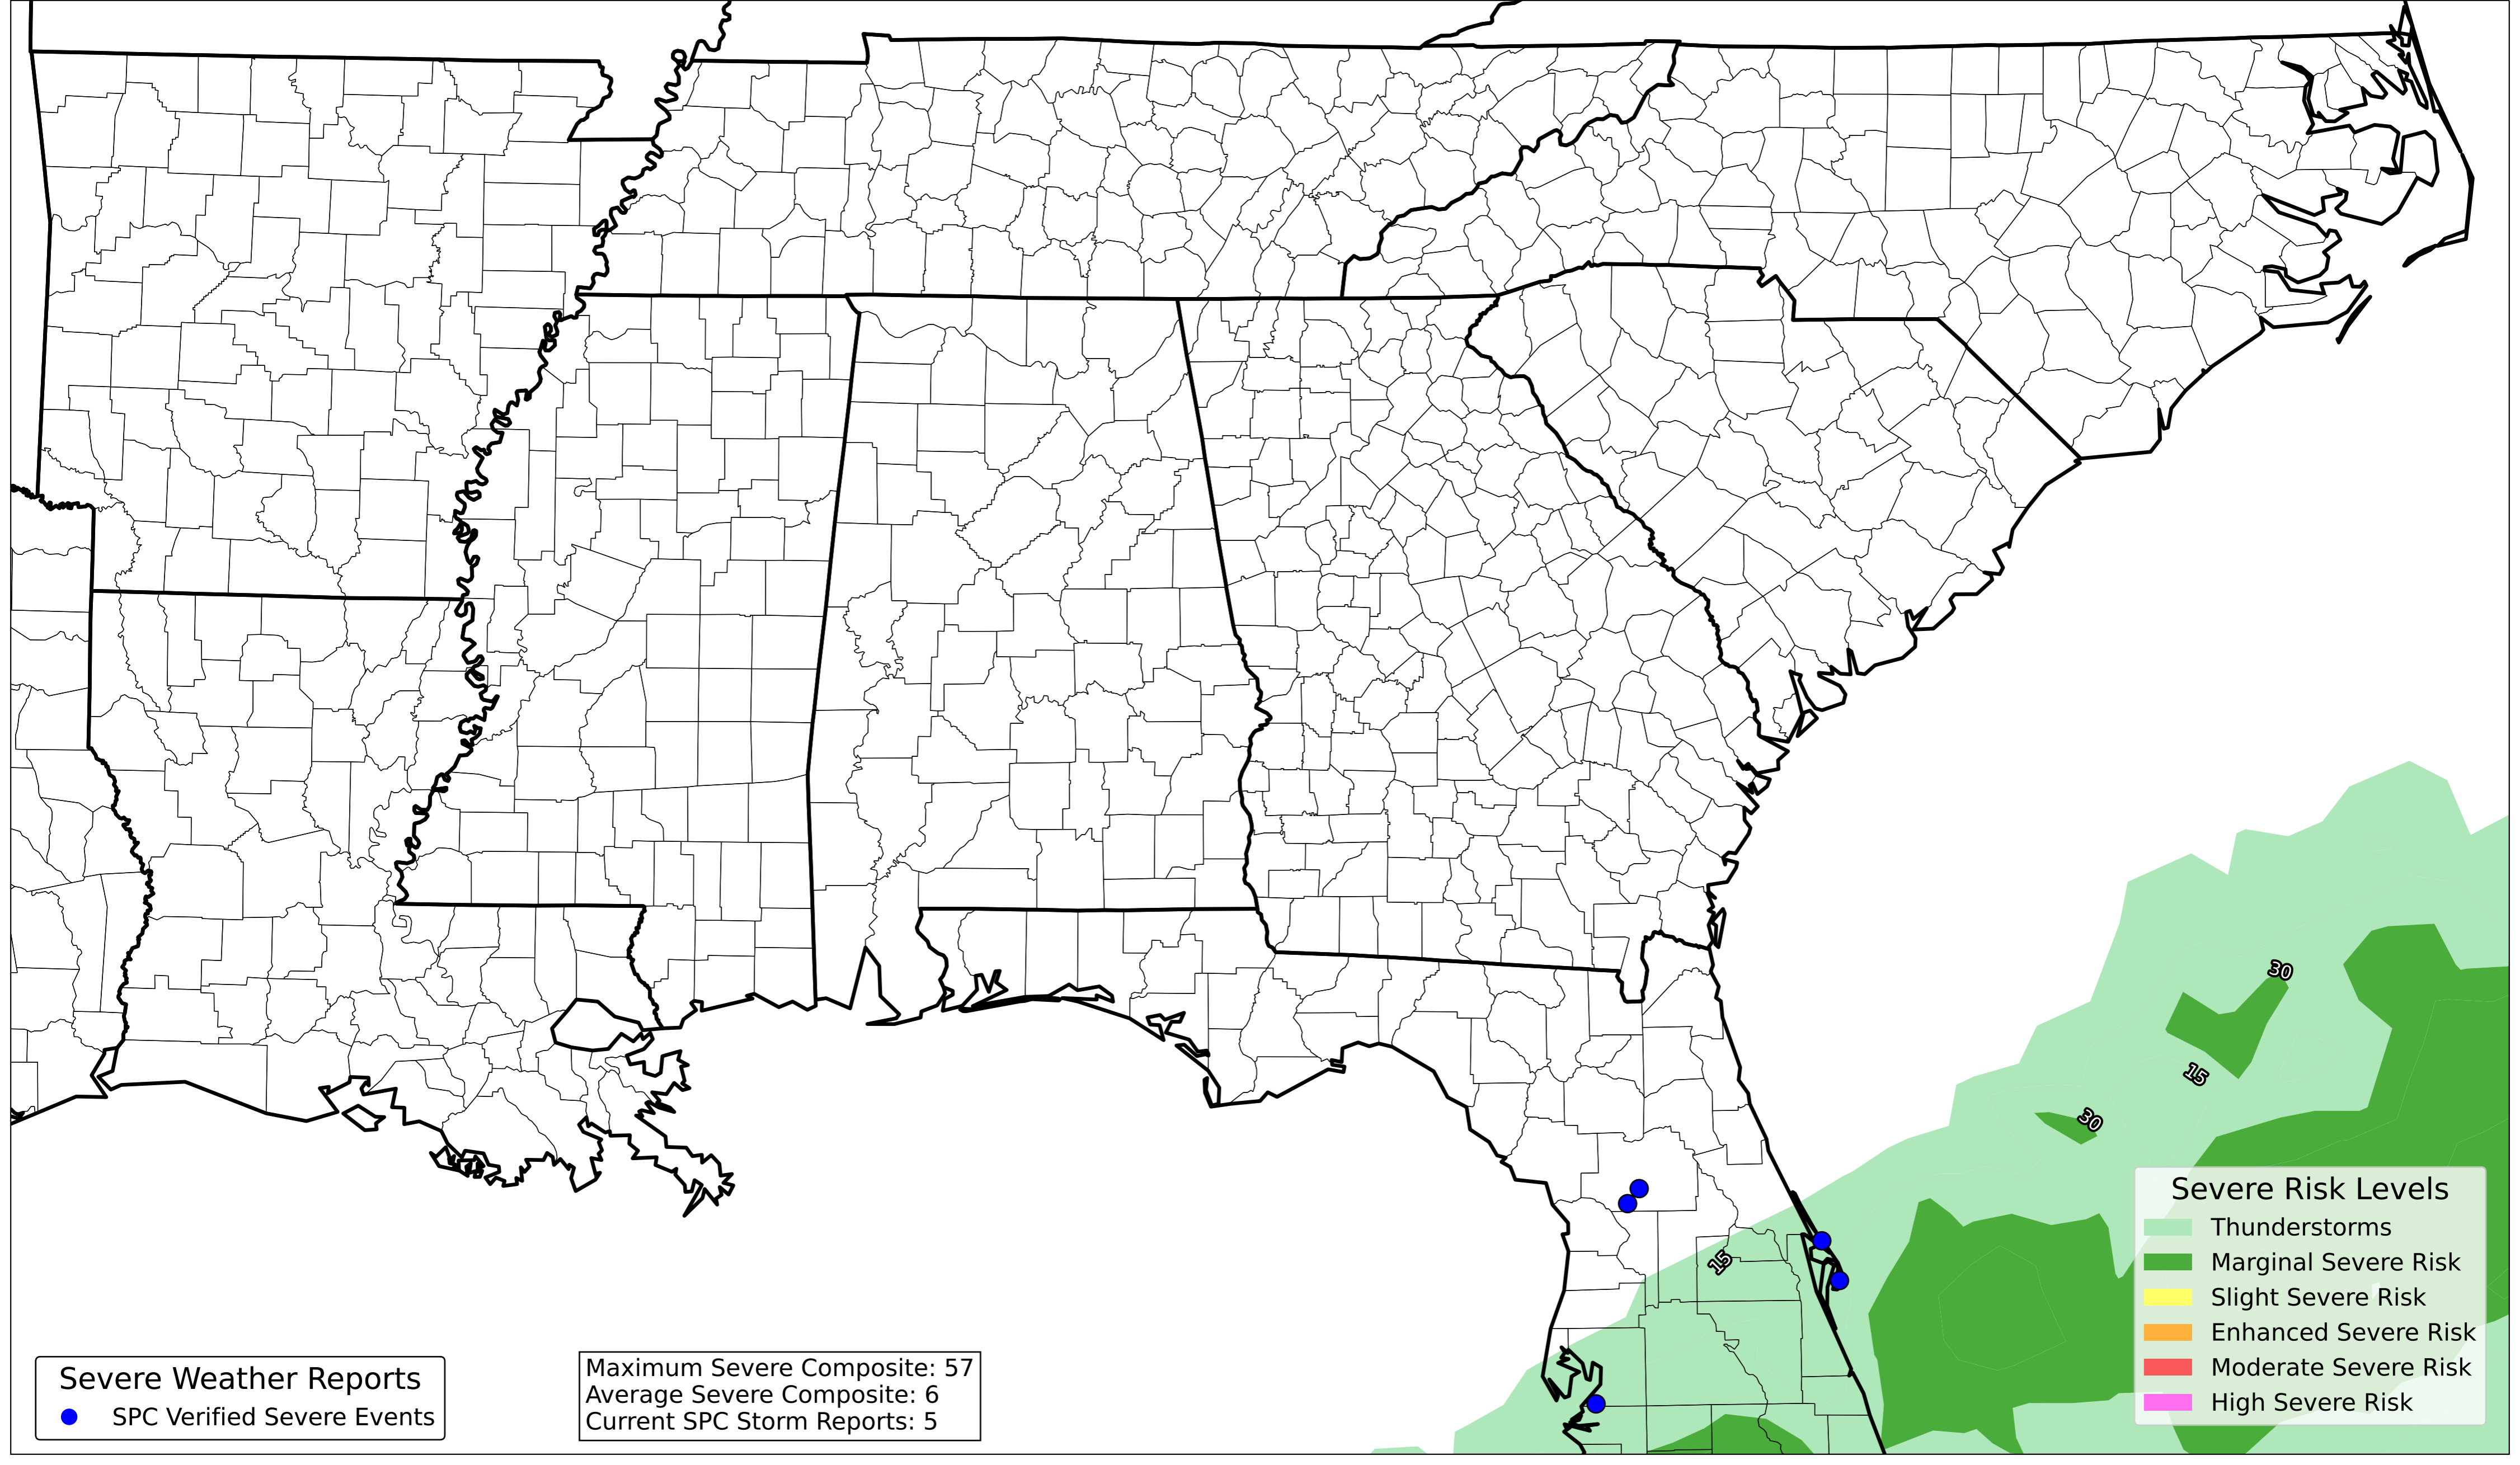 30
15
30
15
Severe Risk Levels
Thunderstorms
Marginal Severe Risk
Slight Severe Risk
Enhanced Severe Risk
Moderate Severe Risk
High Severe Risk
Severe Weather Reports
SPC Verified Severe Events
Maximum Severe Composite: 57
Average Severe Composite: 6
Current SPC Storm Reports: 5